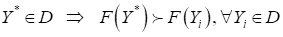 Y* ∈ D ⇒ F(Y*) ≻ F(Yᵢ), ∀Yᵢ ∈ D